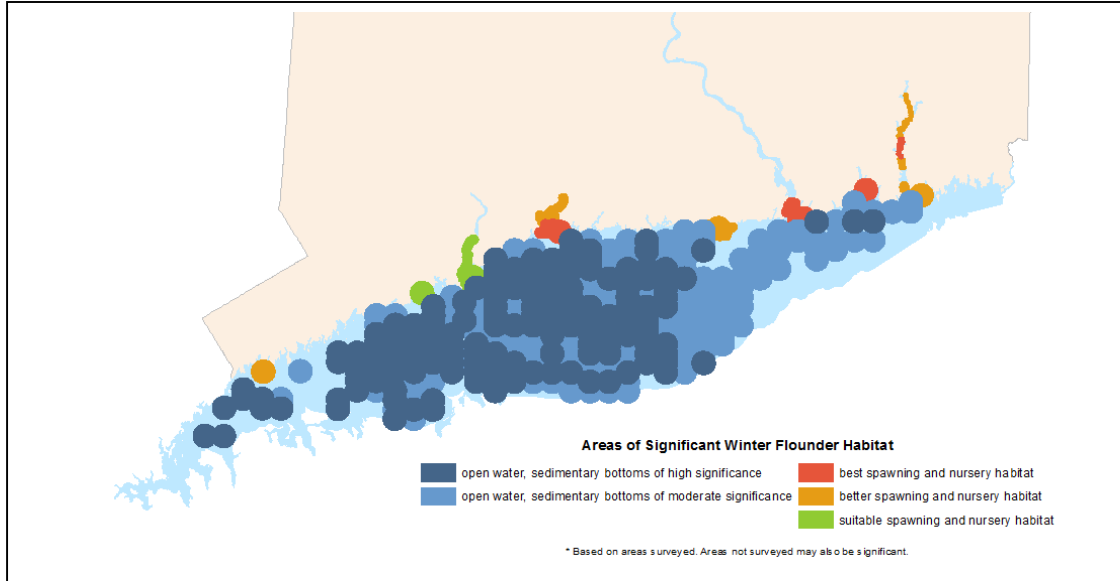 Areas of Significant Winter Flounder Habitat
open water, sedimentary bottoms of high significance
best spawning and nursery habitat
open water, sedimentary bottoms of moderate significance
better spawning and nursery habitat
suitable spawning and nursery habitat
* Based on areas surveyed. Areas not surveyed may also be significant.